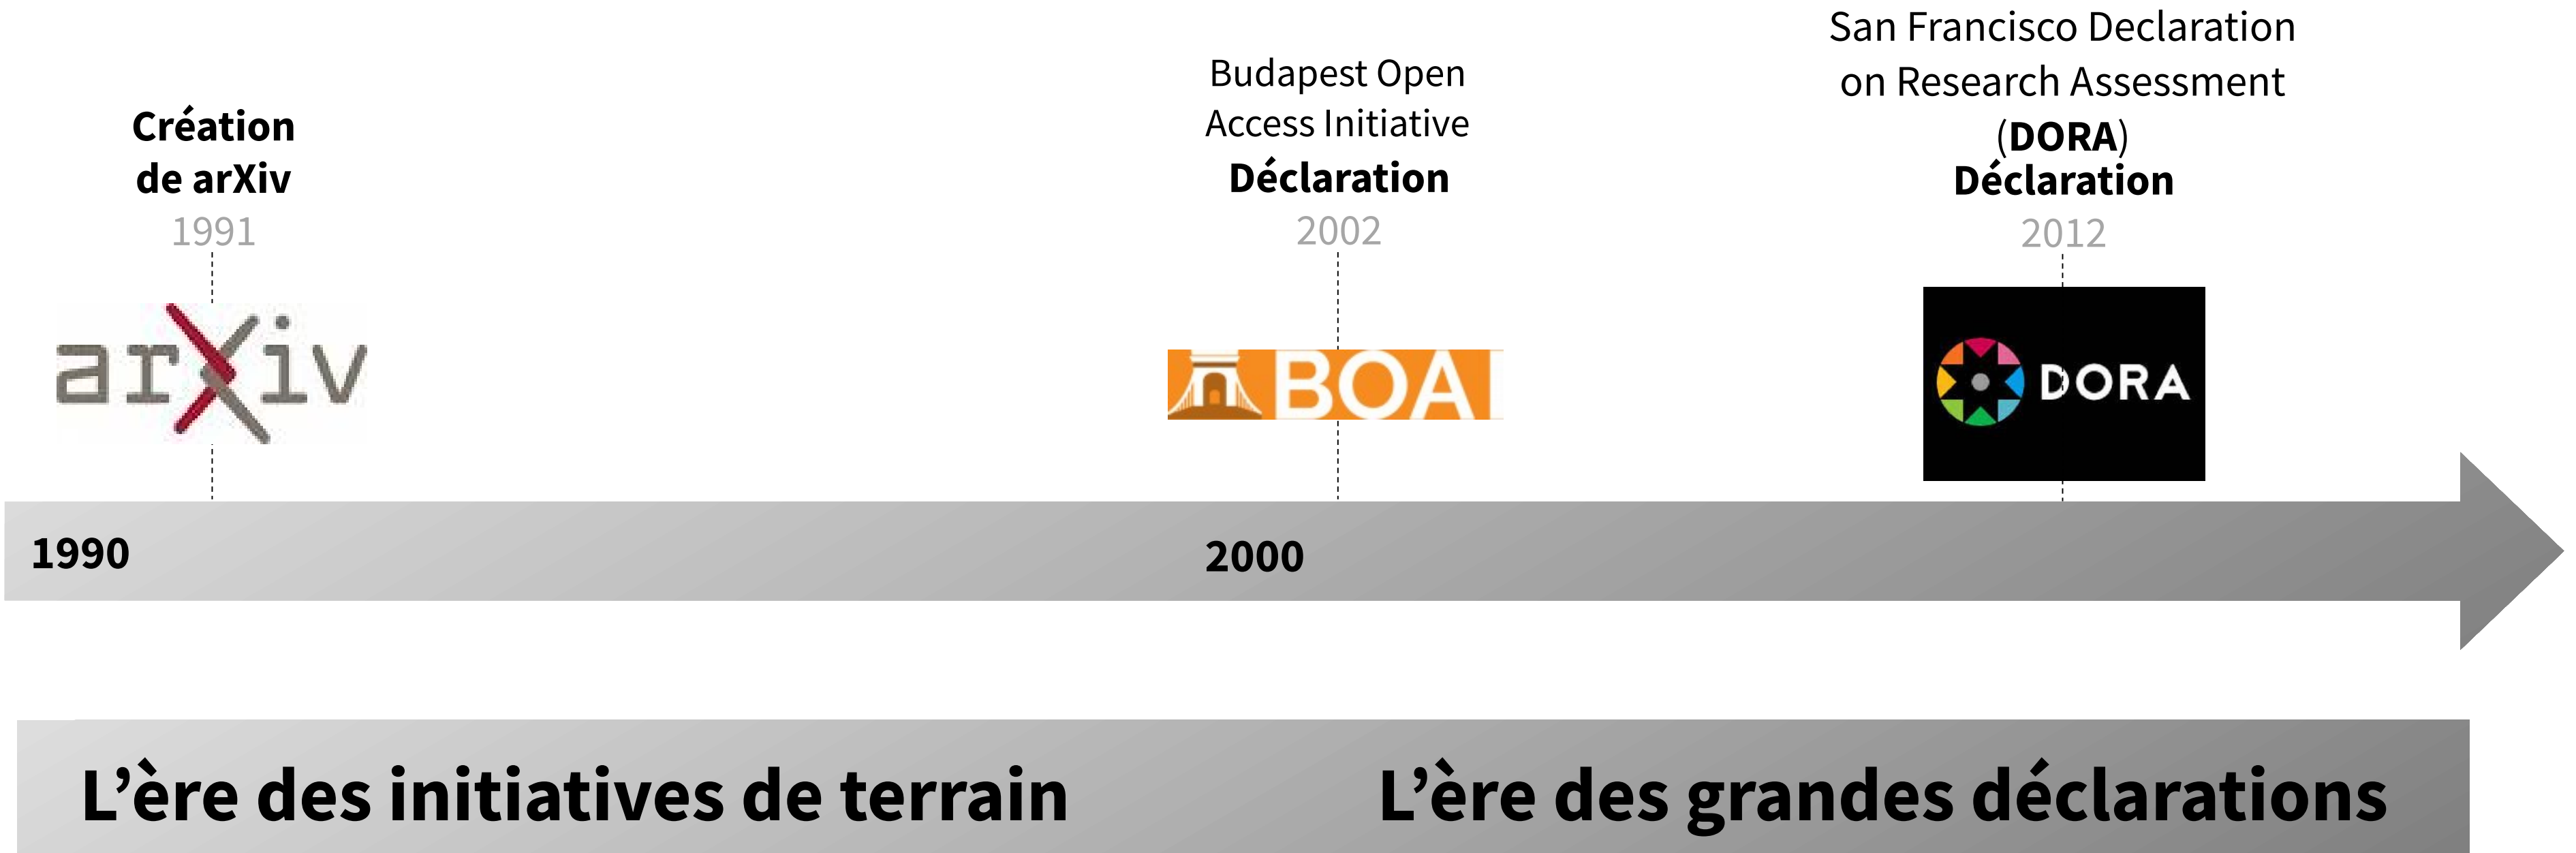 Création
de arXiv
1991
arXiv
Budapest Open
Access Initiative
Déclaration
2002
BOAI
San Francisco Declaration
on Research Assessment
(DORA)
Déclaration
2012
DORA
1990
2000
L’ère des initiatives de terrain
L’ère des grandes déclarations